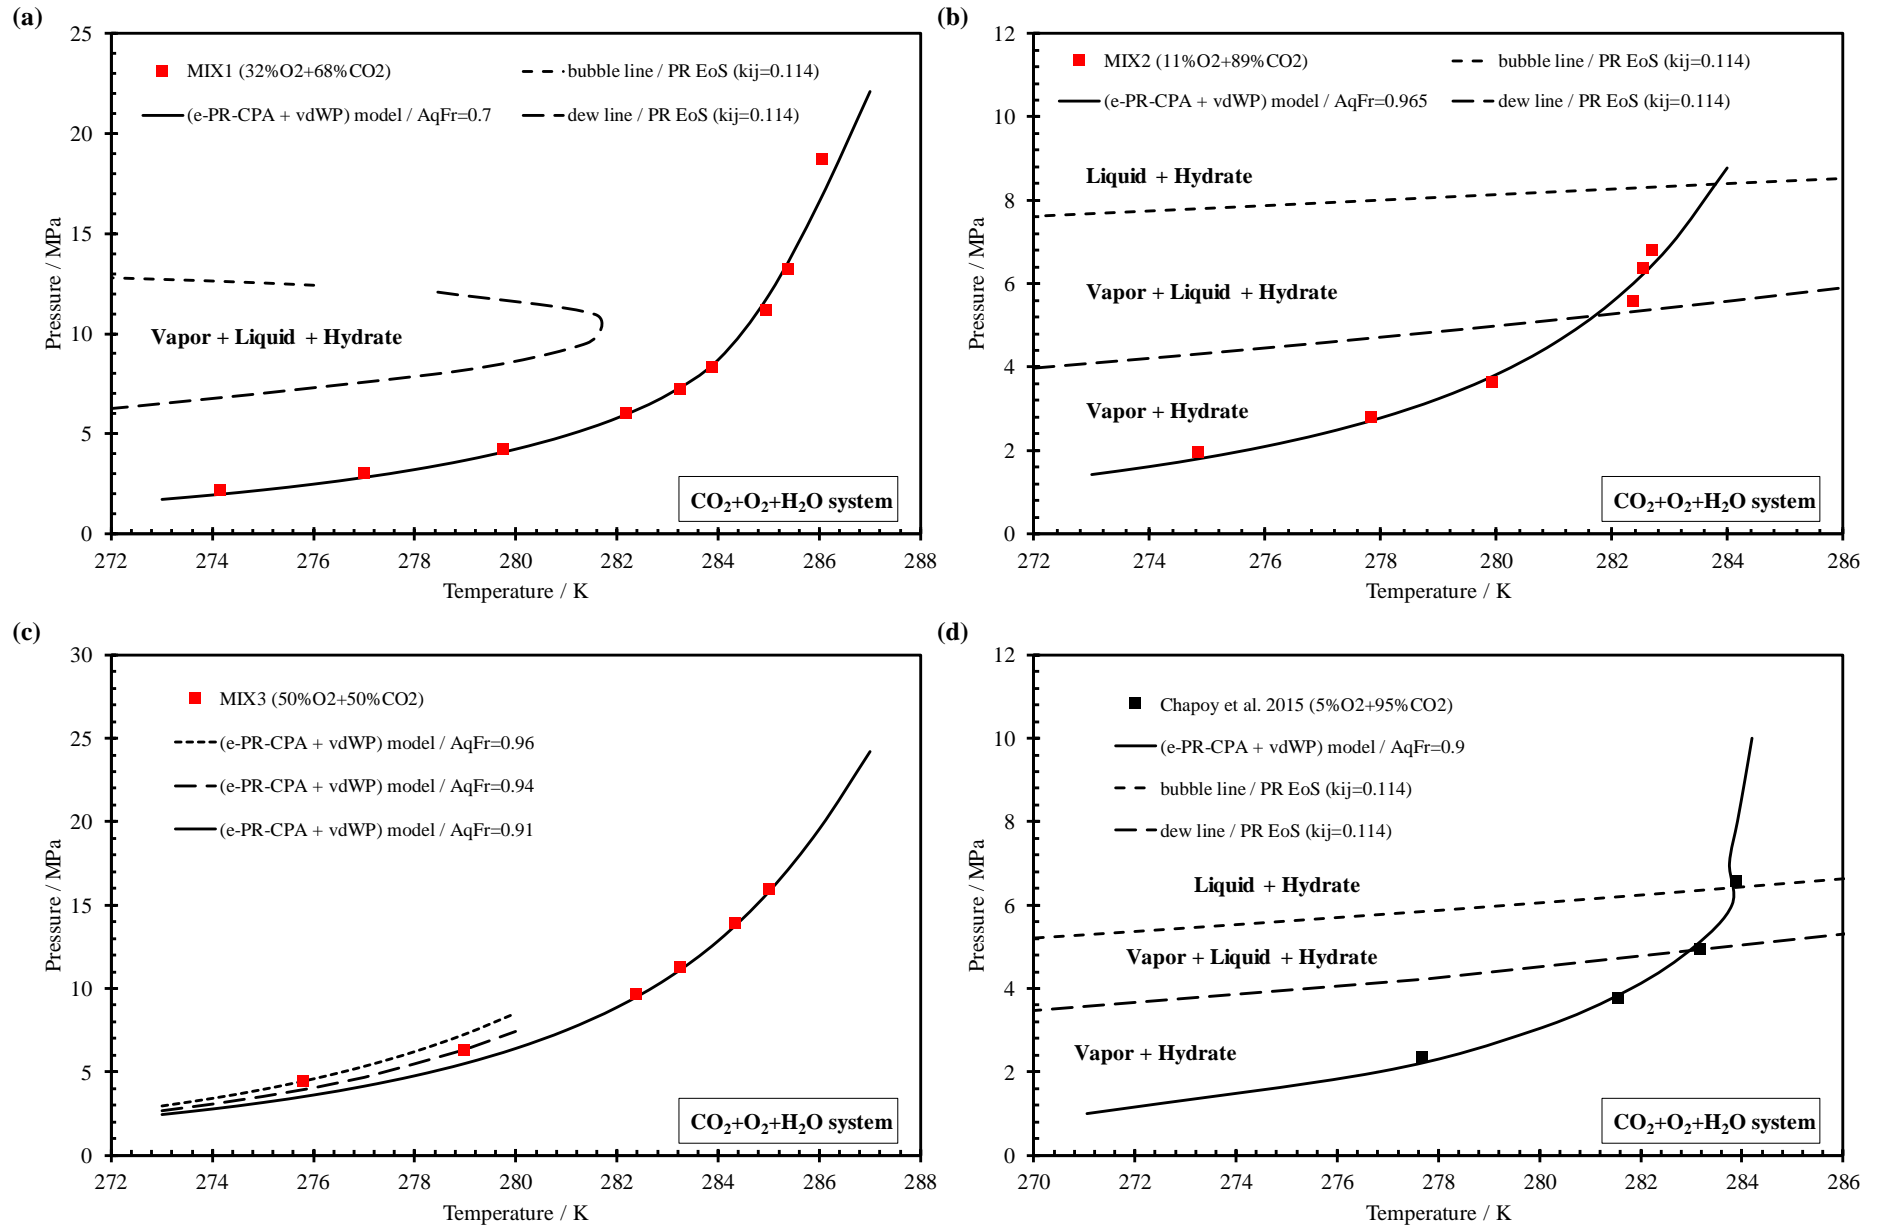 (a)
25
20
15
10
5
0
Pressure / MPa
MIX1 (32%O2+68%CO2)
bubble line / PR EoS (kij=0.114)
(e-PR-CPA + vdWP) model / AqFr=0.7
dew line / PR EoS (kij=0.114)
Vapor + Liquid + Hydrate
CO2+O2+H2O system
272 274 276 278 280 282 284 286 288
Temperature / K
(b)
12
10
8
6
4
2
0
Pressure / MPa
MIX2 (11%O2+89%CO2)
bubble line / PR EoS (kij=0.114)
(e-PR-CPA + vdWP) model / AqFr=0.965
dew line / PR EoS (kij=0.114)
Liquid + Hydrate
Vapor + Liquid + Hydrate
Vapor + Hydrate
CO2+O2+H2O system
272 274 276 278 280 282 284 286
Temperature / K
(c)
30
25
20
15
10
5
0
Pressure / MPa
MIX3 (50%O2+50%CO2)
(e-PR-CPA + vdWP) model / AqFr=0.96
(e-PR-CPA + vdWP) model / AqFr=0.94
(e-PR-CPA + vdWP) model / AqFr=0.91
CO2+O2+H2O system
272 274 276 278 280 282 284 286 288
Temperature / K
(d)
12
10
8
6
4
2
0
Pressure / MPa
Chapoy et al. 2015 (5%O2+95%CO2)
(e-PR-CPA + vdWP) model / AqFr=0.9
bubble line / PR EoS (kij=0.114)
dew line / PR EoS (kij=0.114)
Liquid + Hydrate
Vapor + Liquid + Hydrate
Vapor + Hydrate
CO2+O2+H2O system
270 272 274 276 278 280 282 284 286
Temperature / K